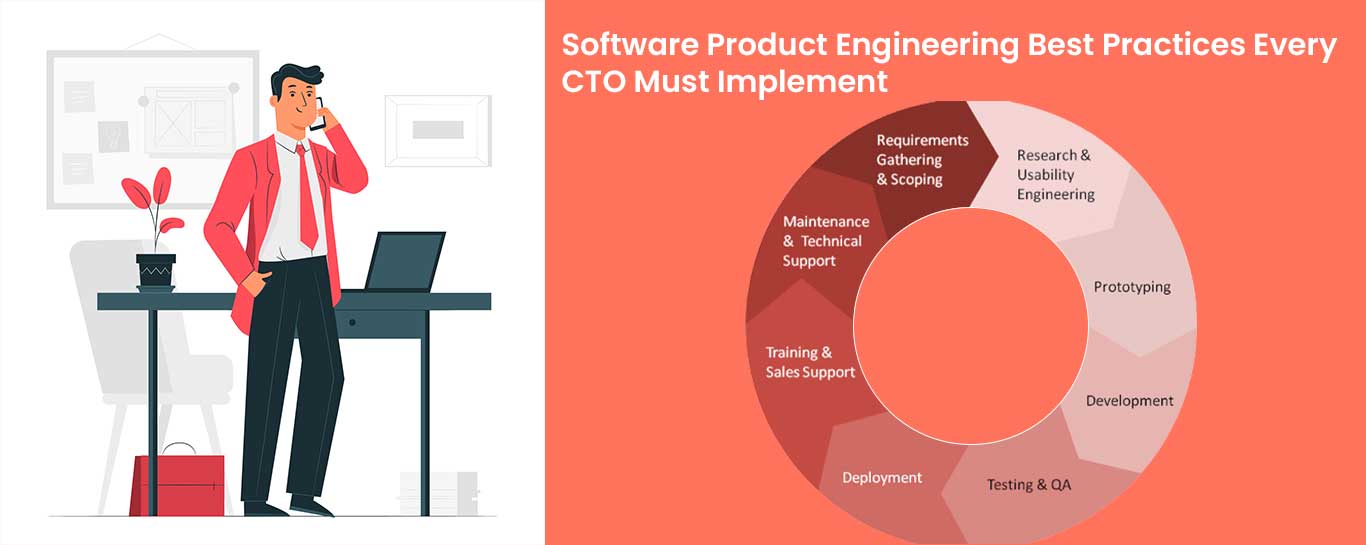 Software Product Engineering Best Practices Every
CTO Must Implement
Requirements
Gathering
& Scoping
Research &
Usability
Engineering
Prototyping
Development
Testing & QA
Deployment
Training &
Sales Support
Maintenance
& Technical
Support